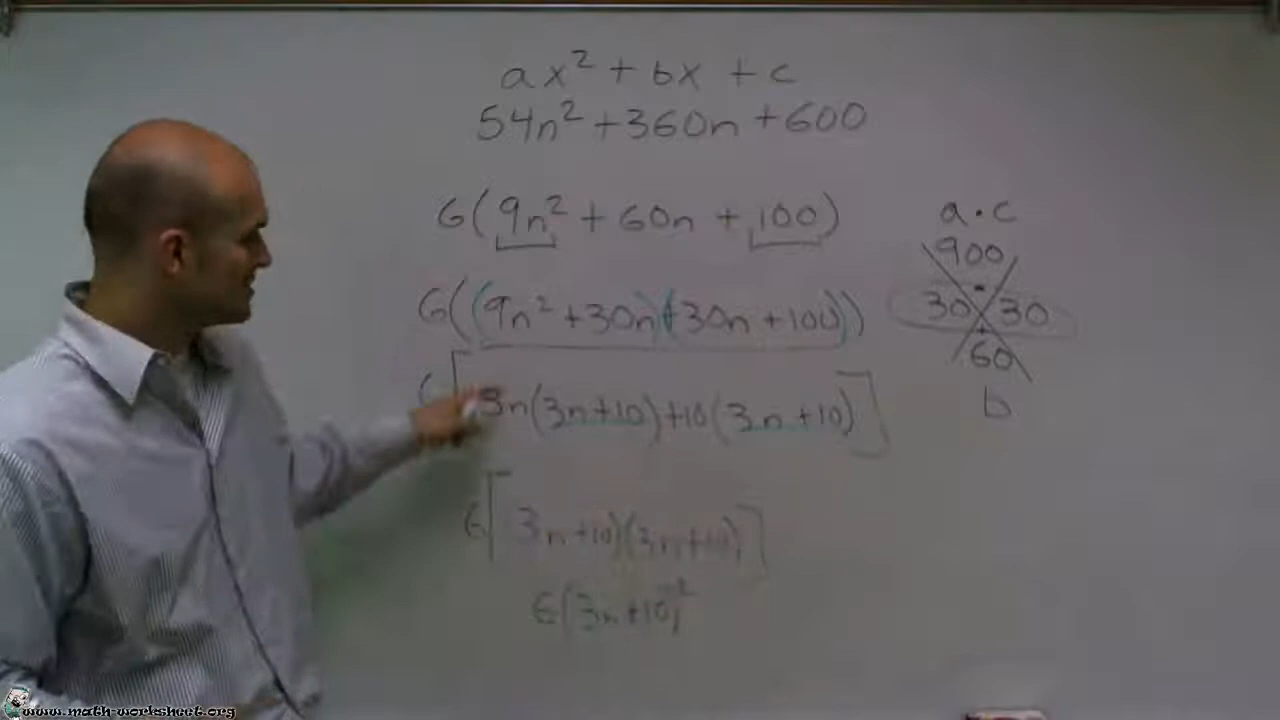 ax² + bx + c
54n² + 360n + 600
6(9n² + 60n + 100)
6((9n² + 30n)+(30n + 100))
6[3n(3n+10)+10(3n+10)]
6[3n+10)(3n+10)]
6(3n+10)²
a·c
900
30 · 30
+
60
b
www.math-worksheet.org